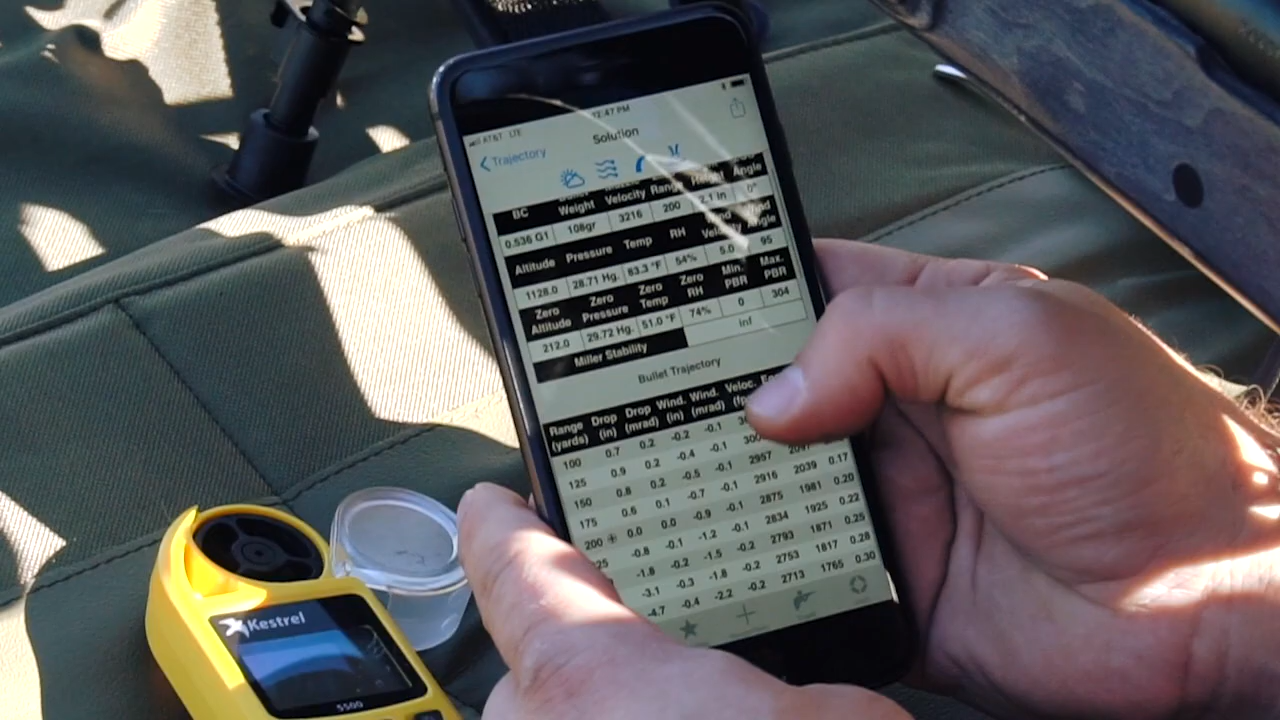 AT&T LTE 12:47 PM
Trajectory Solution
BC Weight Velocity Range Height Angle
0.536 G1 108gr 3216 200 2.1 in 0°
Altitude Pressure Temp RH Wind Velocity Wind Angle
1128.0 28.71 Hg. 83.3 °F 54% 5.0 95
Zero Altitude Zero Pressure Zero Temp Zero RH Min. PBR Max. PBR
212.0 29.72 Hg. 51.0 °F 74% 0 304
Miller Stability inf
Bullet Trajectory
Range (yards) Drop (in) Drop (mrad) Wind. (in) Wind. (mrad) Veloc.
100 0.7 0.2 -0.2 -0.1
125 0.9 0.2 -0.4 -0.1
150 0.8 0.2 -0.5 -0.1 2957
175 0.6 0.1 -0.7 -0.1 2916 2039 0.17
200 0.0 0.0 -0.9 -0.1 2875 1981 0.20
-0.8 -0.1 -1.2 -0.1 2834 1925 0.22
-1.8 -0.2 -1.5 -0.2 2793 1871 0.25
-3.1 -0.3 -1.8 -0.2 2753 1817 0.28
-4.7 -0.4 -2.2 -0.2 2713 1765 0.30
Kestrel
5500